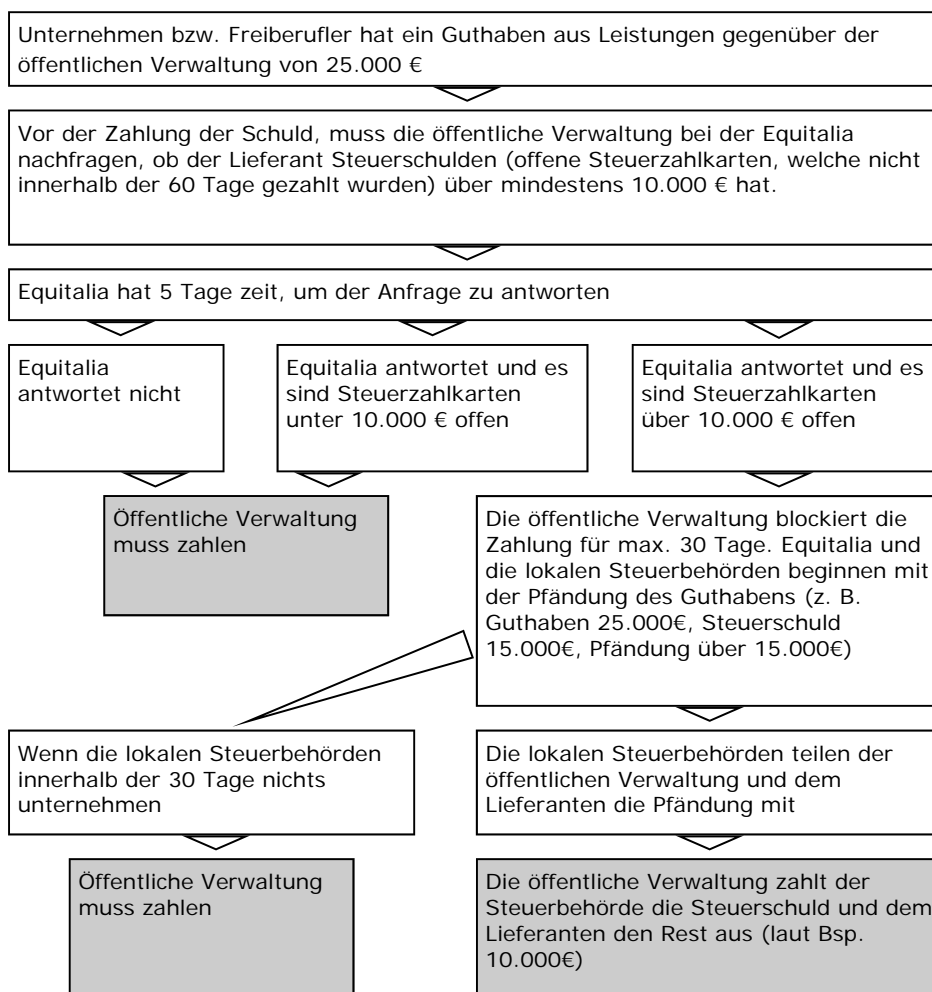 Unternehmen bzw. Freiberufler hat ein Guthaben aus Leistungen gegenüber der
öffentlichen Verwaltung von 25.000 €
Vor der Zahlung der Schuld, muss die öffentliche Verwaltung bei der Equitalia
nachfragen, ob der Lieferant Steuerschulden (offene Steuerzahlkarten, welche nicht
innerhalb der 60 Tage gezahlt wurden) über mindestens 10.000 € hat.
Equitalia hat 5 Tage zeit, um der Anfrage zu antworten
Equitalia
antwortet nicht
Equitalia antwortet und es
sind Steuerzahlkarten
unter 10.000 € offen
Equitalia antwortet und es
sind Steuerzahlkarten
über 10.000 € offen
Öffentliche Verwaltung
muss zahlen
Die öffentliche Verwaltung blockiert die
Zahlung für max. 30 Tage. Equitalia und
die lokalen Steuerbehörden beginnen mit
der Pfändung des Guthabens (z. B.
Guthaben 25.000€, Steuerschuld
15.000€, Pfändung über 15.000€)
Wenn die lokalen Steuerbehörden
innerhalb der 30 Tage nichts
unternehmen
Die lokalen Steuerbehörden teilen der
öffentlichen Verwaltung und dem
Lieferanten die Pfändung mit
Öffentliche Verwaltung
muss zahlen
Die öffentliche Verwaltung zahlt der
Steuerbehörde die Steuerschuld und dem
Lieferanten den Rest aus (laut Bsp.
10.000€)